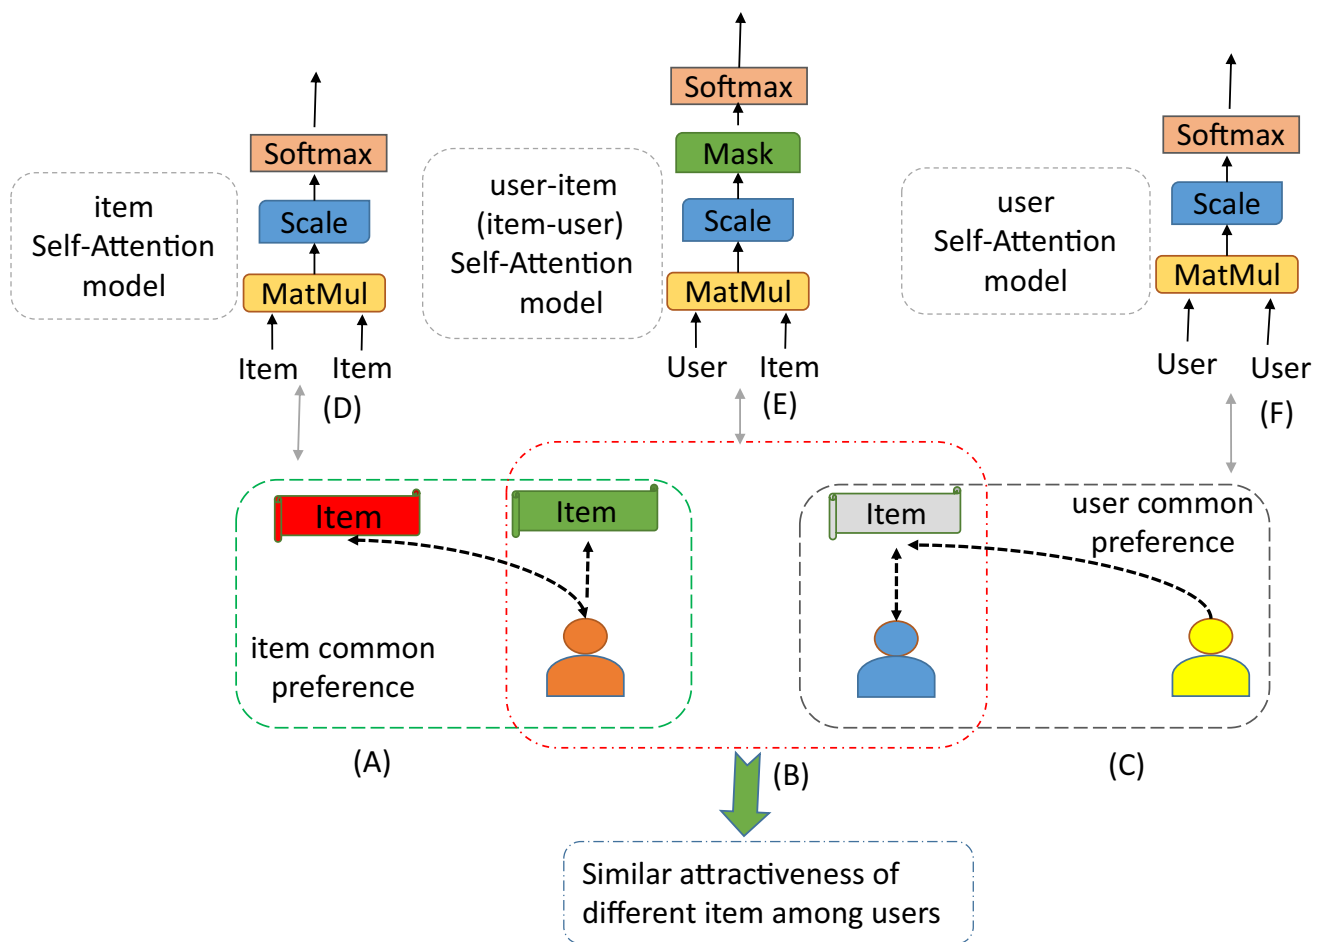 Softmax
Scale
MatMul
Item
Item
item
Self-Attention
model
(D)
Softmax
Mask
Scale
MatMul
User
Item
user-item
(item-user)
Self-Attention
model
(E)
Softmax
Scale
MatMul
User
User
user
Self-Attention
model
(F)
Item
Item
item common
preference
(A)
Item
user common
preference
(B)
(C)
Similar attractiveness of
different item among users